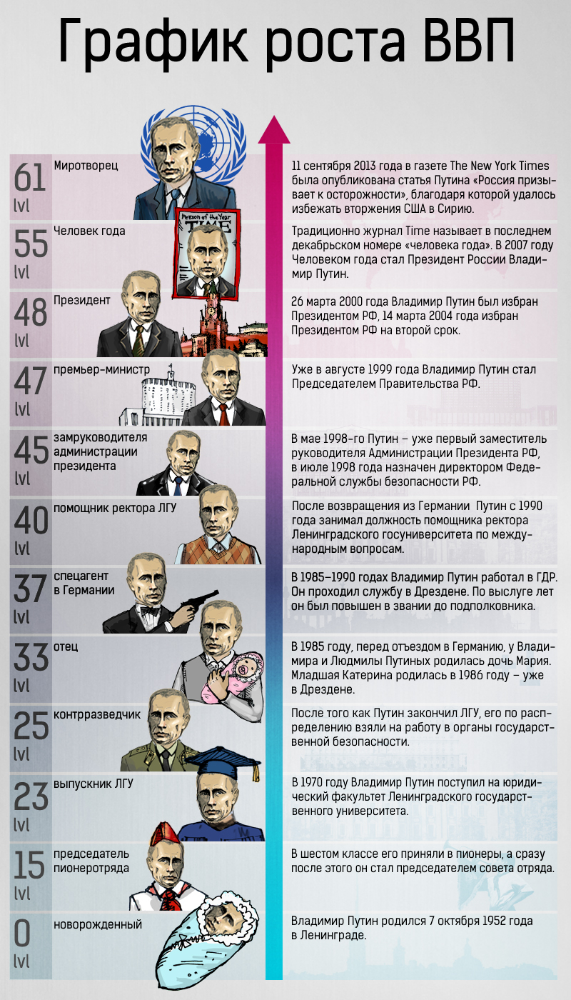 График роста ВВП
61
lvl
Миротворец
11 сентября 2013 года в газете The New York Times
была опубликована статья Путина «Россия призы-
вает к осторожности», благодаря которой удалось
избежать вторжения США в Сирию.
Person of the Year
TIME
55
lvl
Человек года
Традиционно журнал Time называет в последнем
декабрьском номере «человека года». В 2007 году
Человеком года стал Президент России Влади-
мир Путин.
48
lvl
Президент
26 марта 2000 года Владимир Путин был избран
Президентом РФ, 14 марта 2004 года избран
Президентом РФ на второй срок.
47
lvl
премьер-министр
Уже в августе 1999 года Владимир Путин стал
Председателем Правительства РФ.
45
lvl
замруководителя
администрации
президента
В мае 1998-го Путин – уже первый заместитель
руководителя Администрации Президента РФ,
в июле 1998 года назначен директором Феде-
ральной службы безопасности РФ.
40
lvl
помощник ректора ЛГУ
После возвращения из Германии Путин с 1990
года занимал должность помощника ректора
Ленинградского госуниверситета по между-
народным вопросам.
37
lvl
спецагент
в Германии
В 1985–1990 годах Владимир Путин работал в ГДР.
Он проходил службу в Дрездене. По выслуге лет
он был повышен в звании до подполковника.
33
lvl
отец
В 1985 году, перед отъездом в Германию, у Влади-
мира и Людмилы Путиных родилась дочь Мария.
Младшая Катерина родилась в 1986 году – уже
в Дрездене.
25
lvl
контрразведчик
После того как Путин закончил ЛГУ, его по расп-
ределению взяли на работу в органы государст-
венной безопасности.
23
lvl
выпускник ЛГУ
В 1970 году Владимир Путин поступил на юриди-
ческий факультет Ленинградского государст-
венного университета.
15
lvl
председатель
пионеротряда
В шестом классе его приняли в пионеры, а сразу
после этого он стал председателем совета отряда.
0
lvl
новорожденный
Владимир Путин родился 7 октября 1952 года
в Ленинграде.